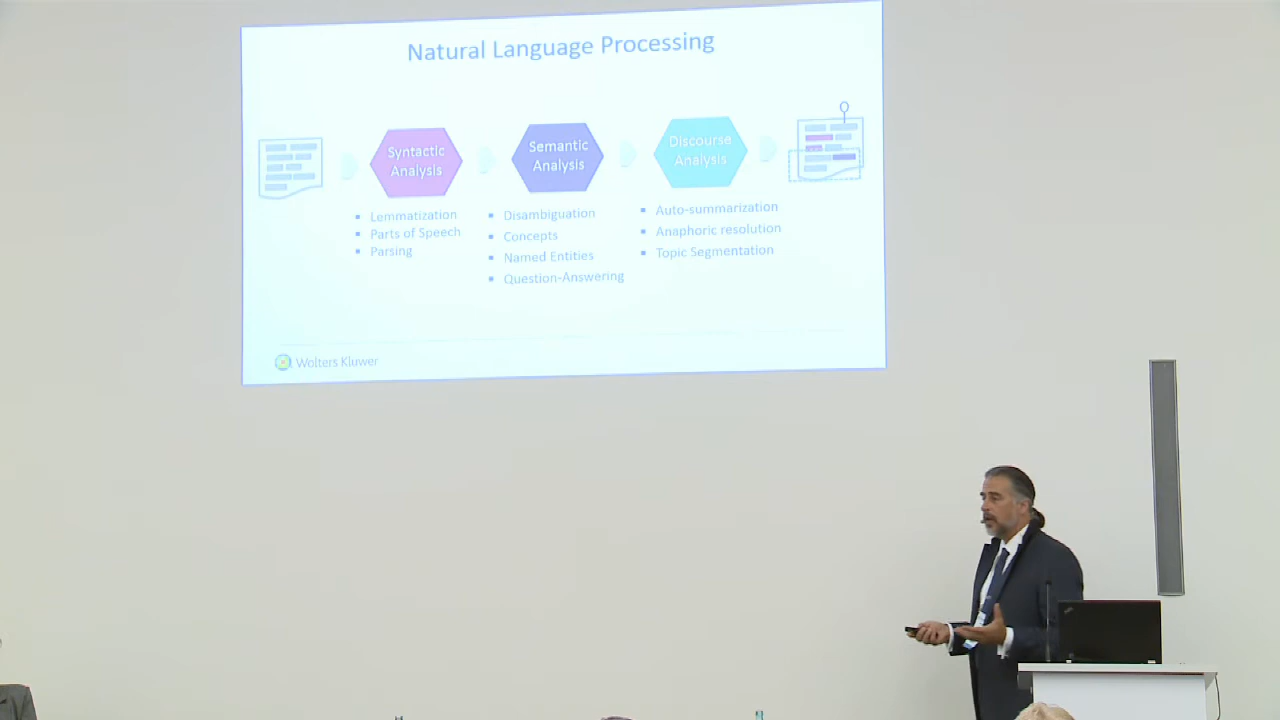 Natural Language Processing
Syntactic
Analysis
Semantic
Analysis
Discourse
Analysis
▪ Lemmatization
▪ Parts of Speech
▪ Parsing
▪ Disambiguation
▪ Concepts
▪ Named Entities
▪ Question-Answering
▪ Auto-summarization
▪ Anaphoric resolution
▪ Topic Segmentation
Wolters Kluwer